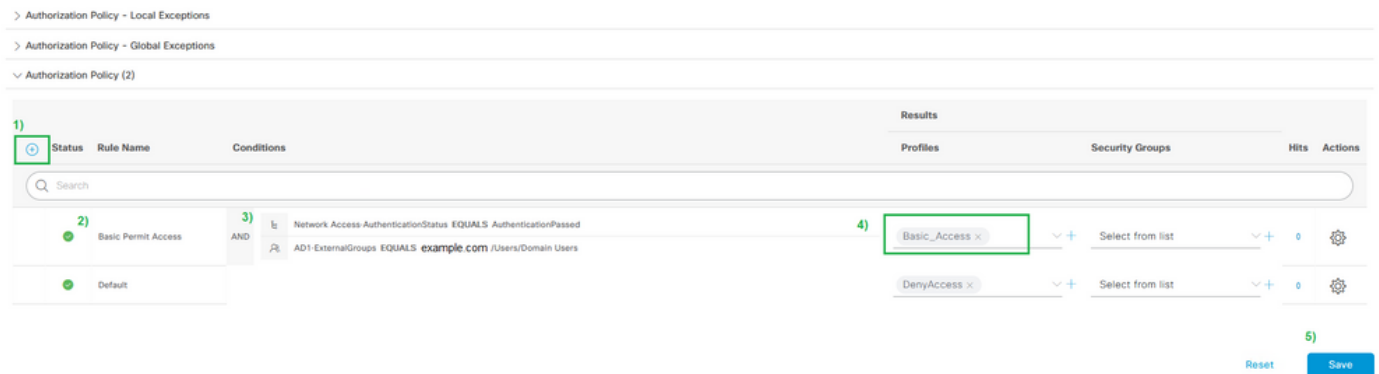 Authorization Policy - Local Exceptions
Authorization Policy - Global Exceptions
Authorization Policy (2)
Results
1)
Status Rule Name Conditions Profiles Security Groups Hits Actions
Search
2) Basic Permit Access
3) AND
Network Access·AuthenticationStatus EQUALS AuthenticationPassed
AD1·ExternalGroups EQUALS example.com /Users/Domain Users
4) Basic_Access × Select from list 0
Default DenyAccess × Select from list 0
5)
Reset Save